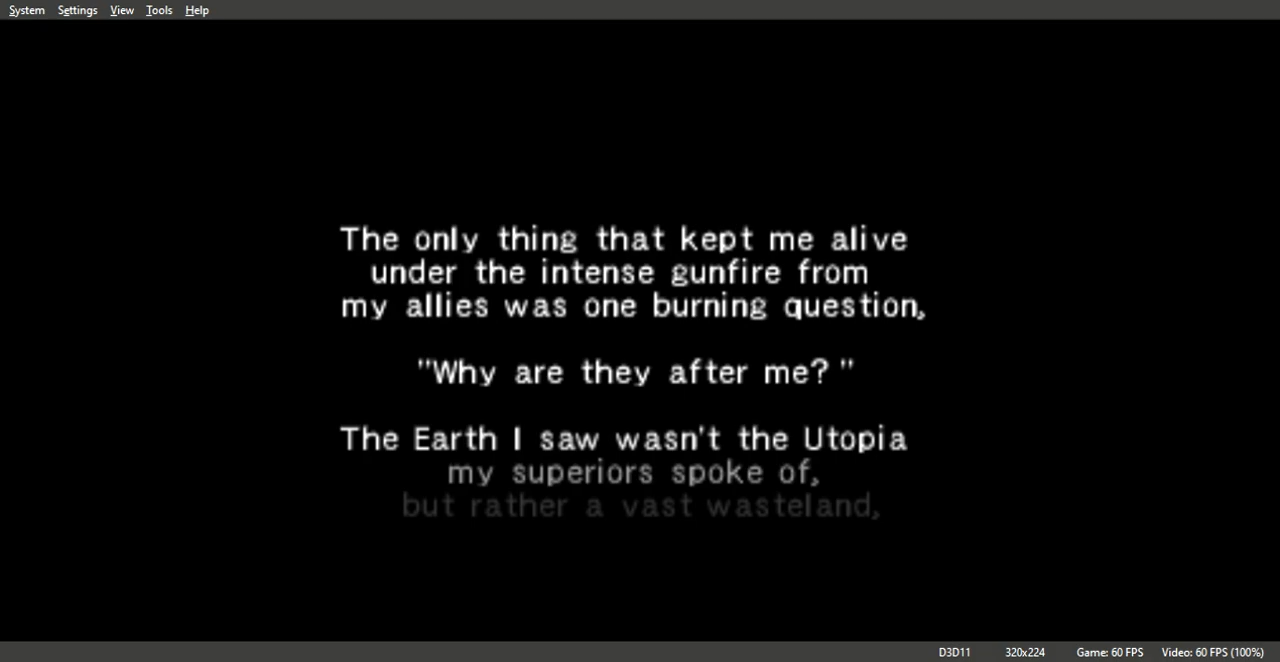 System Settings View Tools Help
The only thing that kept me alive
under the intense gunfire from
my allies was one burning question,
"Why are they after me? "
The Earth I saw wasn't the Utopia
my superiors spoke of,
but rather a vast wasteland,
D3D11 320x224 Game: 60 FPS Video: 60 FPS (100%)